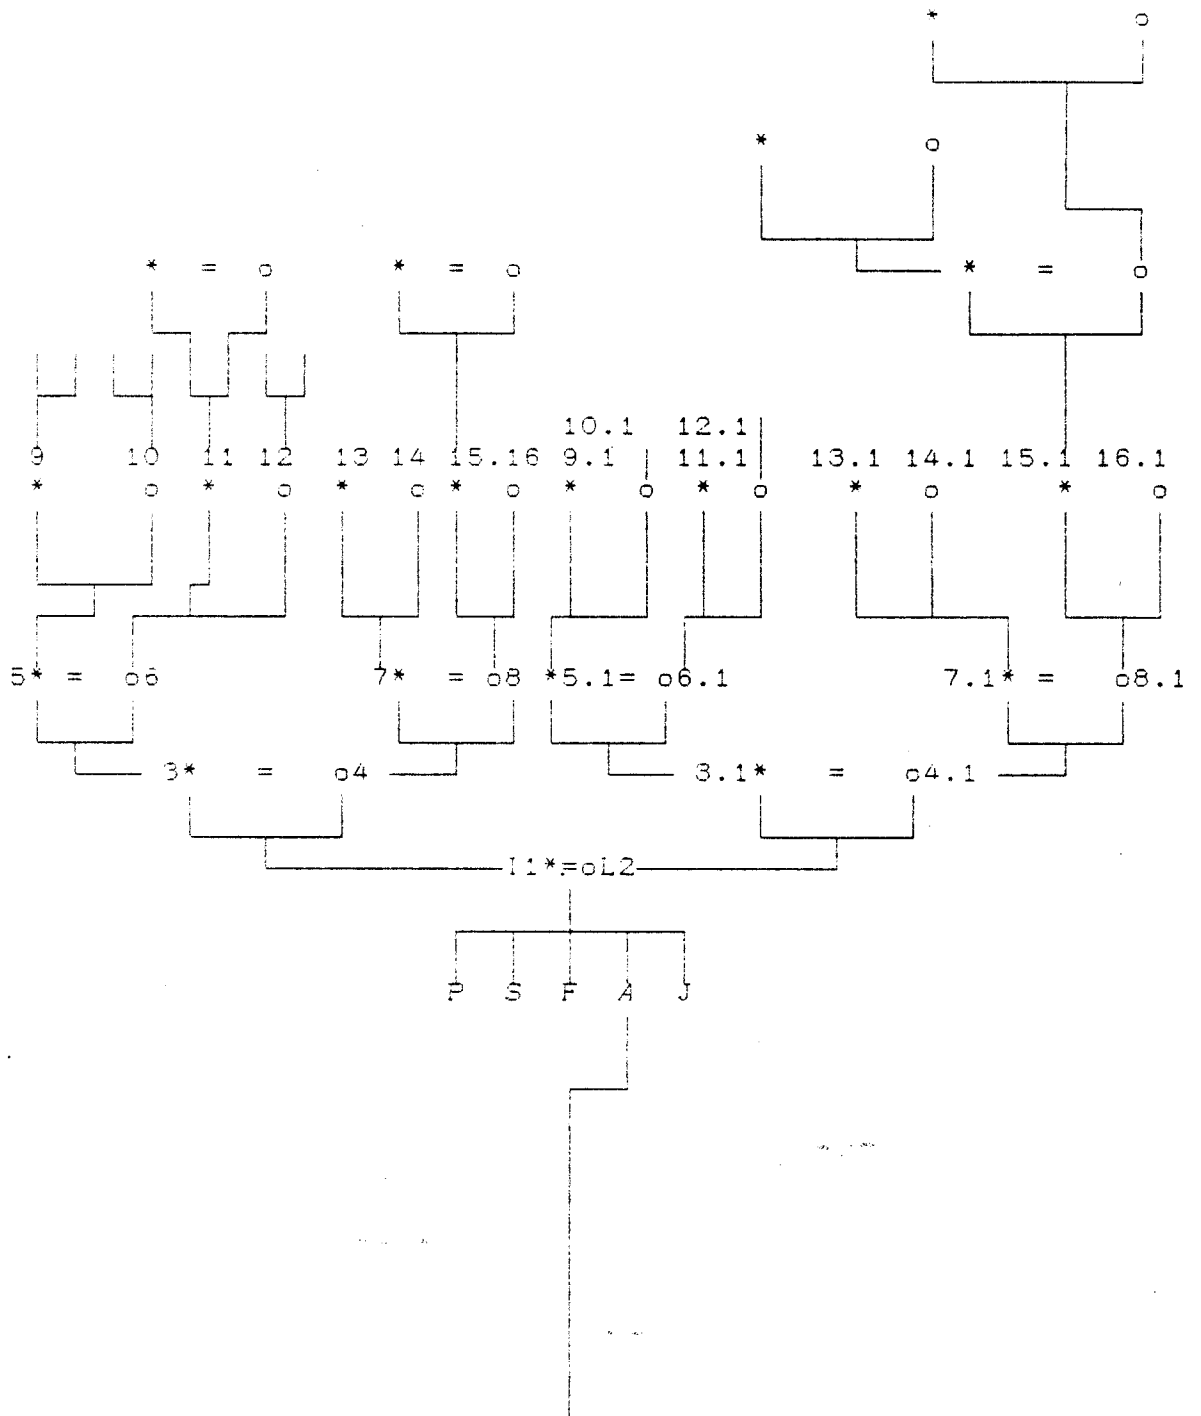 * o
* o
* = o * = o * = o
10.1 12.1
9 10 11 12 13 14 15.16 9.1 11.1 13.1 14.1 15.1 16.1
* o * o * o * o * o * o * o * o
5* = o6 7* = o8 *5.1= o6.1 7.1* = o8.1
3* = o4 3.1* = o4.1
I1*=oL2
P S F A J